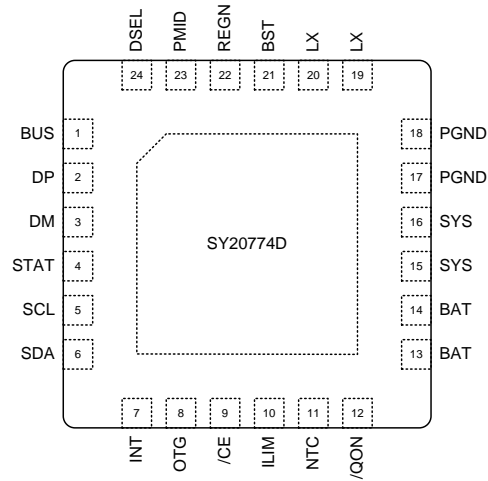 DSEL PMID REGN BST LX LX
24 23 22 21 20 19
BUS 1
DP 2
DM 3
STAT 4
SCL 5
SDA 6
SY20774D
18 PGND
17 PGND
16 SYS
15 SYS
14 BAT
13 BAT
7 8 9 10 11 12
INT OTG /CE ILIM NTC /QON